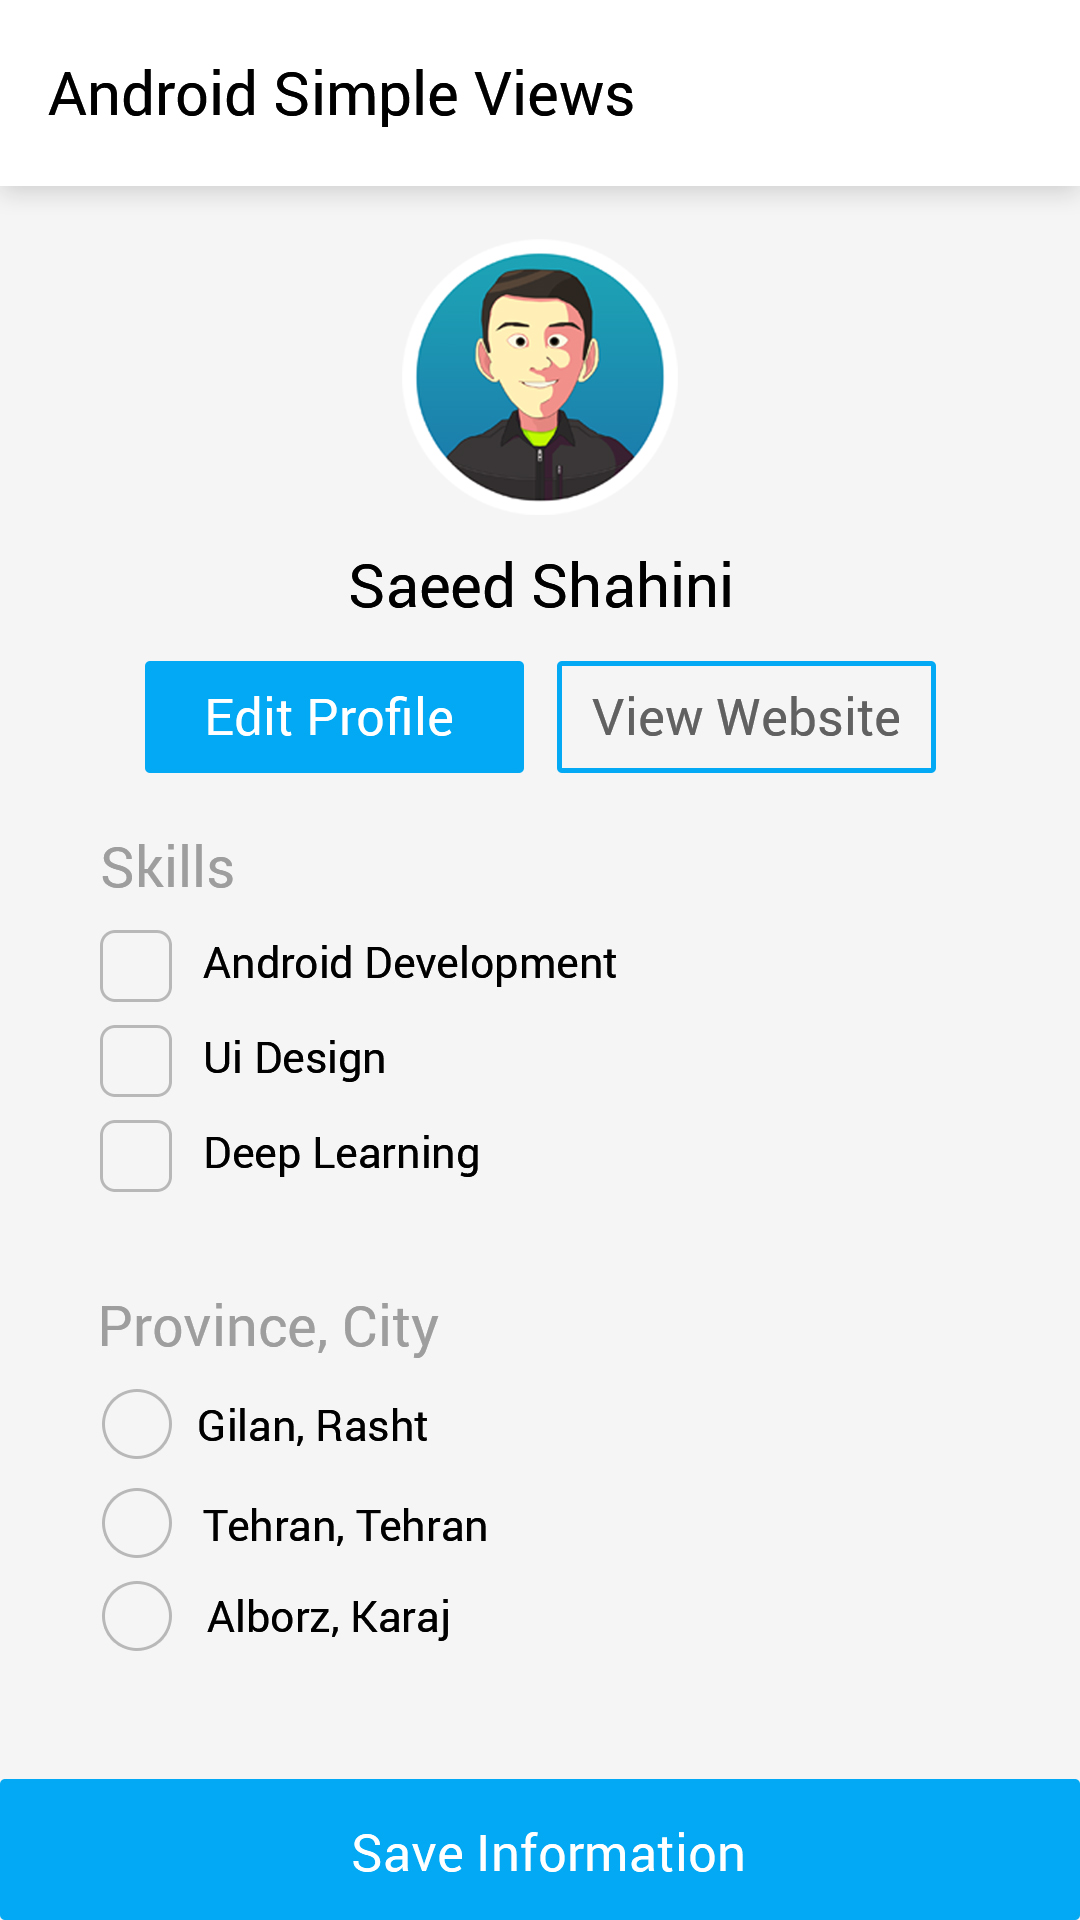 Android Simple Views
Saeed Shahini
Edit Profile
View Website
Skills
Android Development
Ui Design
Deep Learning
Province, City
Gilan, Rasht
Tehran, Tehran
Alborz, Karaj
Save Information